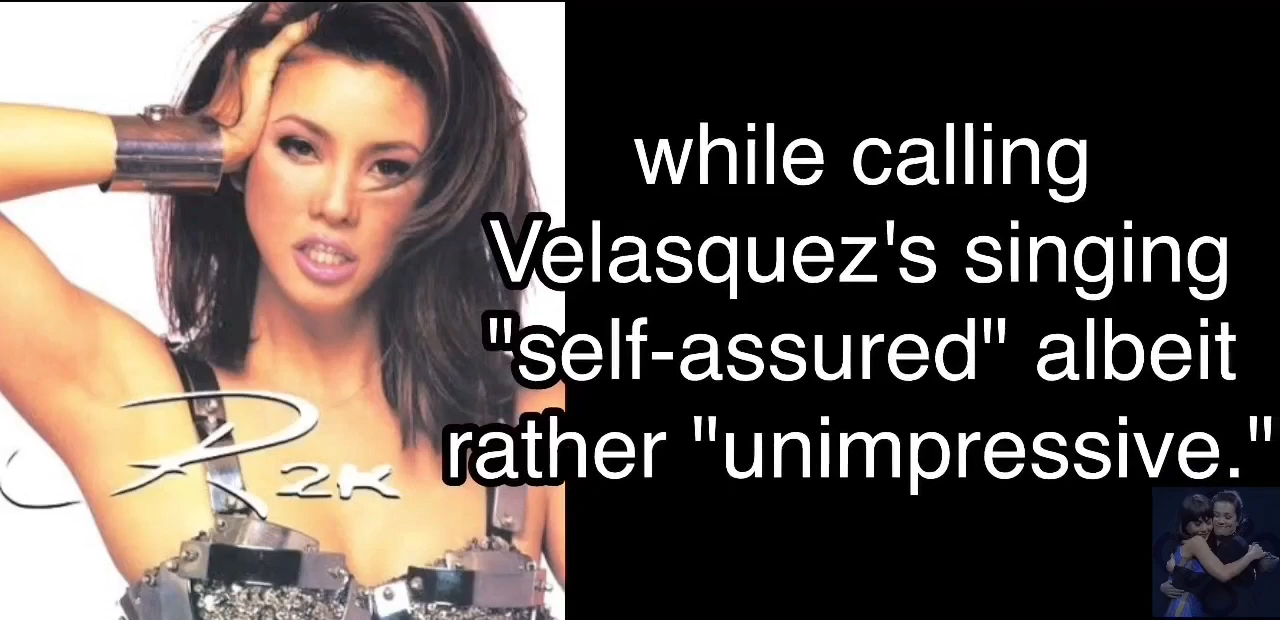 while calling
Velasquez's singing
"self-assured" albeit
rather "unimpressive."
R2K